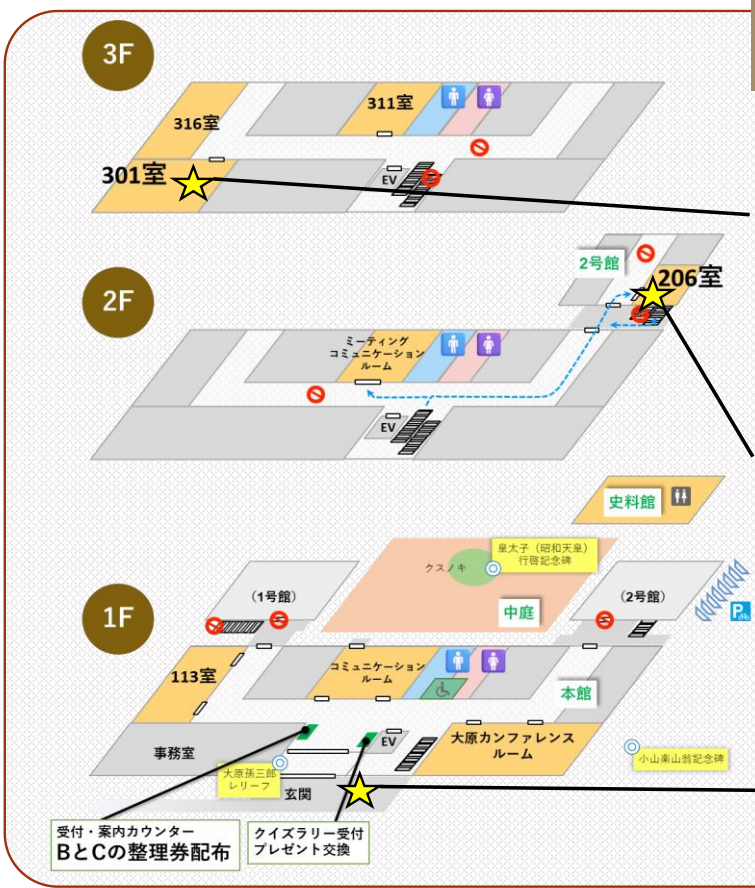 3F
311室
316室
301室
EV
2号館
206室
2F
ミーティング
コミュニケーション
ルーム
EV
史料館
皇太子（昭和天皇）
行啓記念碑
クスノキ
（1号館）
（2号館）
1F
中庭
P
コミュニケーション
ルーム
113室
本館
大原カンファレンス
ルーム
EV
事務室
小山楽山翁記念碑
大原孫三郎
レリーフ
玄関
受付・案内カウンター
BとCの整理券配布
クイズラリー受付
プレゼント交換